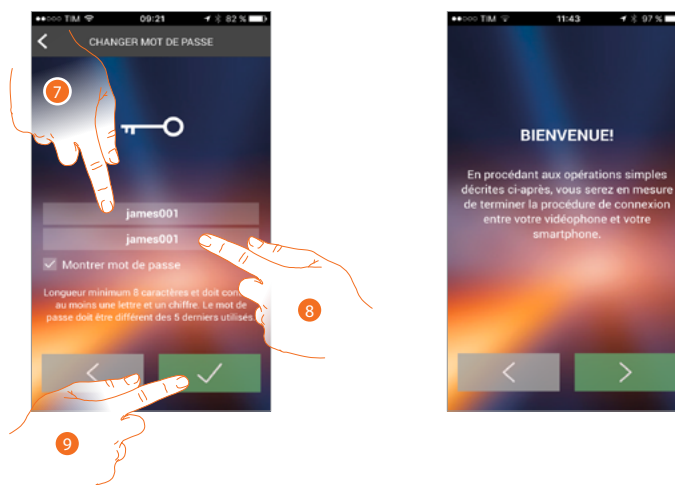 TIM 09:21 82 %
CHANGER MOT DE PASSE
7
james001
james001
Montrer mot de passe
Longueur minimum 8 caractères et doit con
au moins une lettre et un chiffre. Le mot de
passe doit être différent des 5 derniers utilisés.
8
9
TIM 11:43 97 %
BIENVENUE!
En procédant aux opérations simples
décrites ci-après, vous serez en mesure
de terminer la procédure de connexion
entre votre vidéophone et votre
smartphone.